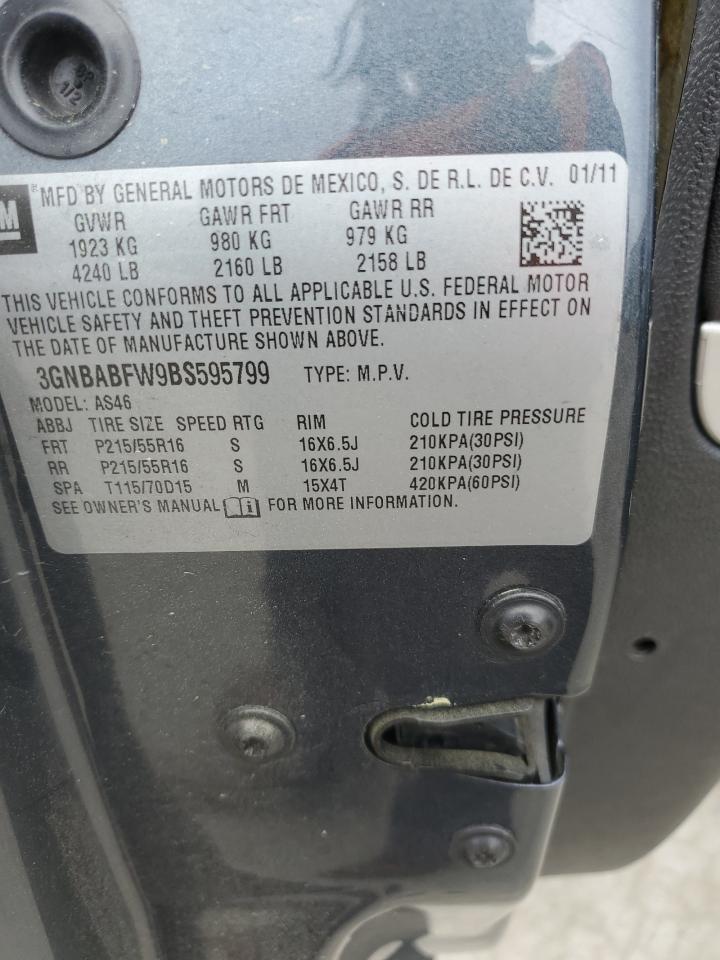 DP
1/2
M
® MFD BY GENERAL MOTORS DE MEXICO, S. DE R.L. DE C.V. 01/11
GVWR GAWR FRT GAWR RR
1923 KG 980 KG 979 KG
4240 LB 2160 LB 2158 LB
THIS VEHICLE CONFORMS TO ALL APPLICABLE U.S. FEDERAL MOTOR
VEHICLE SAFETY AND THEFT PREVENTION STANDARDS IN EFFECT ON
THE DATE OF MANUFACTURE SHOWN ABOVE.
3GNBABFW9BS595799 TYPE: M.P.V.
MODEL: AS46
ABBJ TIRE SIZE SPEED RTG RIM COLD TIRE PRESSURE
FRT P215/55R16 S 16X6.5J 210KPA(30PSI)
RR P215/55R16 S 16X6.5J 210KPA(30PSI)
SPA T115/70D15 M 15X4T 420KPA(60PSI)
SEE OWNER'S MANUAL i FOR MORE INFORMATION.